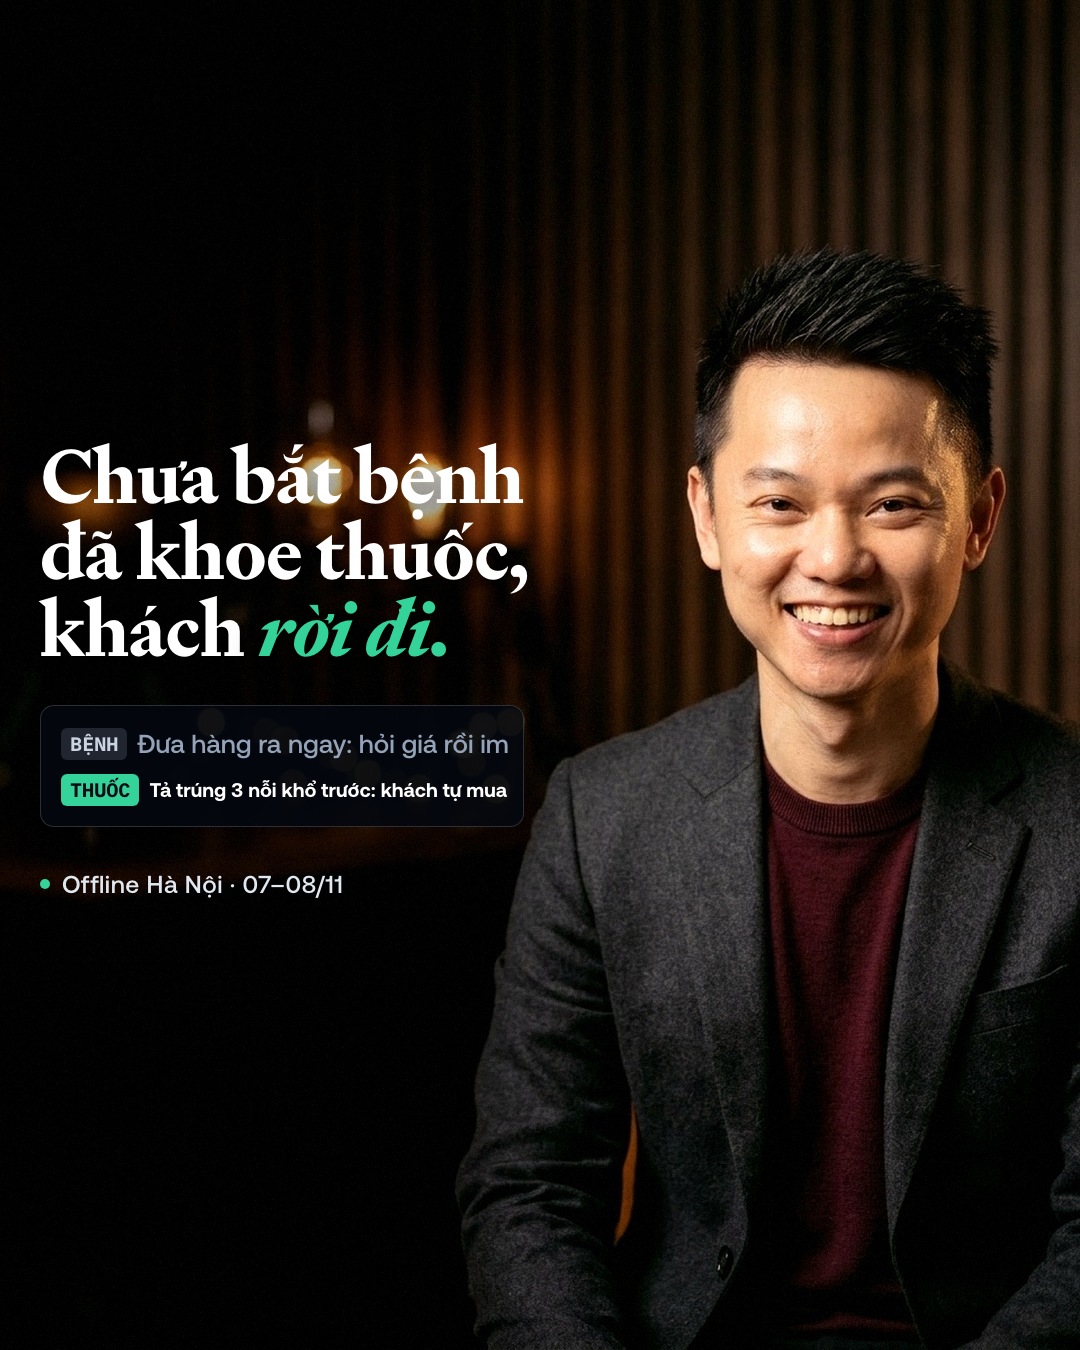 Chưa bắt bệnh
đã khoe thuốc,
khách rời đi.
BỆNH Đưa hàng ra ngay: hỏi giá rồi im
THUỐC Tả trúng 3 nỗi khổ trước: khách tự mua
Offline Hà Nội · 07–08/11